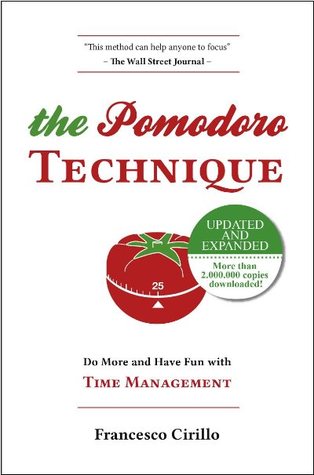 "This method can help anyone to focus"
– The Wall Street Journal –
the Pomodoro
Technique
UPDATED
AND
EXPANDED
More than
2.000.000 copies
downloaded!
25
Do More and Have Fun with
Time Management
Francesco Cirillo